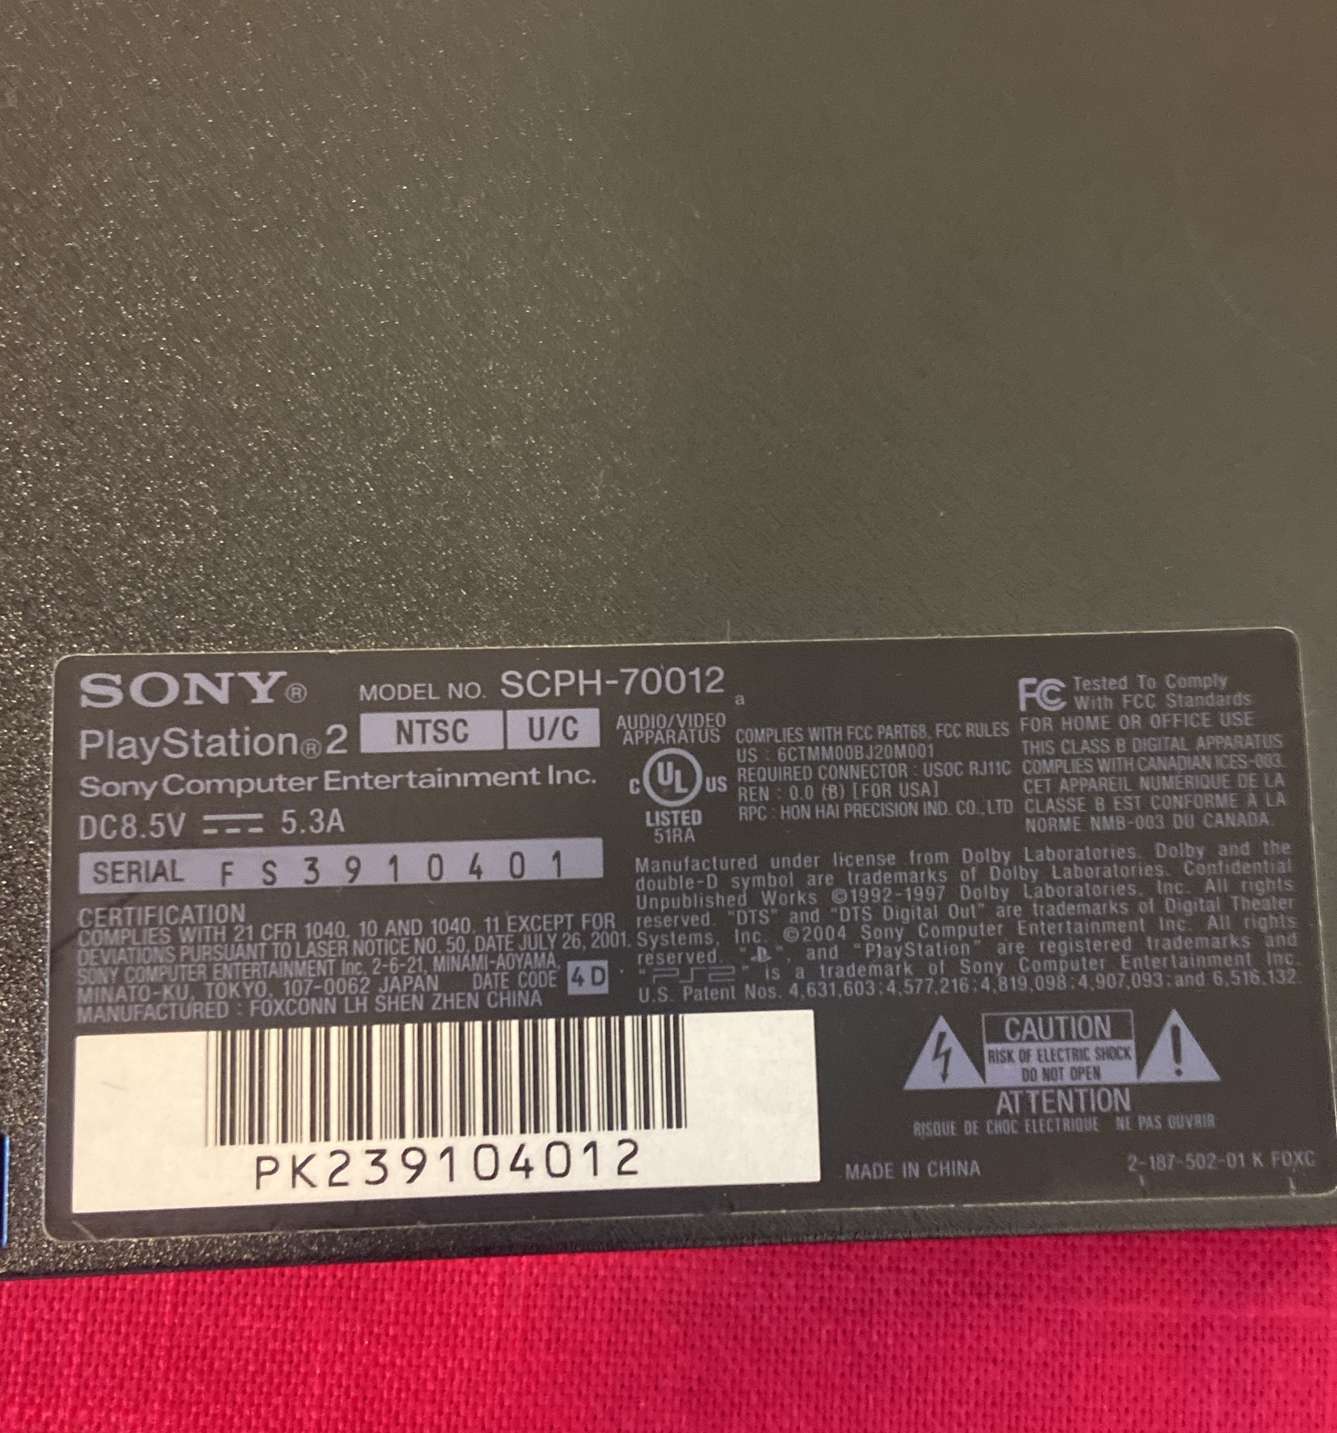 SONY®
MODEL NO. SCPH-70012 a
PlayStation®2 NTSC U/C
Sony Computer Entertainment Inc.
DC8.5V 5.3A
SERIAL FS3910401
CERTIFICATION
COMPLIES WITH 21 CFR 1040. 10 AND 1040. 11 EXCEPT FOR
DEVIATIONS PURSUANT TO LASER NOTICE NO. 50, DATE JULY 26, 2001.
SONY COMPUTER ENTERTAINMENT Inc. 2-6-21, MINAMI-AOYAMA,
MINATO-KU, TOKYO, 107-0062 JAPAN DATE CODE 4D
MANUFACTURED : FOXCONN LH SHEN ZHEN CHINA
PK239104012
AUDIO/VIDEO
APPARATUS
C UL US
LISTED
51RA
COMPLIES WITH FCC PART68, FCC RULES
US : 6CTMM00BJ20M001
REQUIRED CONNECTOR : USOC RJ11C
REN : 0.0 (B) [FOR USA]
RPC : HON HAI PRECISION IND. CO., LTD
FC Tested To Comply
With FCC Standards
FOR HOME OR OFFICE USE
THIS CLASS B DIGITAL APPARATUS
COMPLIES WITH CANADIAN ICES-003.
CET APPAREIL NUMÉRIQUE DE LA
CLASSE B EST CONFORME À LA
NORME NMB-003 DU CANADA.
Manufactured under license from Dolby Laboratories. Dolby and the
double-D symbol are trademarks of Dolby Laboratories. Confidential
Unpublished Works ©1992-1997 Dolby Laboratories, Inc. All rights
reserved. "DTS" and "DTS Digital Out" are trademarks of Digital Theater
Systems, Inc. ©2004 Sony Computer Entertainment Inc. All rights
reserved. " ", and "PlayStation" are registered trademarks and
"PS2" is a trademark of Sony Computer Entertainment Inc.
U.S. Patent Nos. 4,631,603;4,577,216;4,819,098;4,907,093;and 6,516,132.
CAUTION
RISK OF ELECTRIC SHOCK
DO NOT OPEN
ATTENTION
RISQUE DE CHOC ELECTRIQUE NE PAS OUVRIR
MADE IN CHINA
2-187-502-01 K FOXC